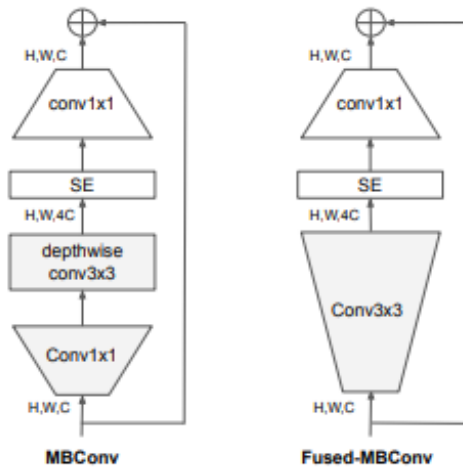 H,W,C
conv1x1
SE
H,W,4C
depthwise
conv3x3
Conv1x1
H,W,C
MBConv
H,W,C
conv1x1
SE
H,W,4C
Conv3x3
H,W,C
Fused-MBConv